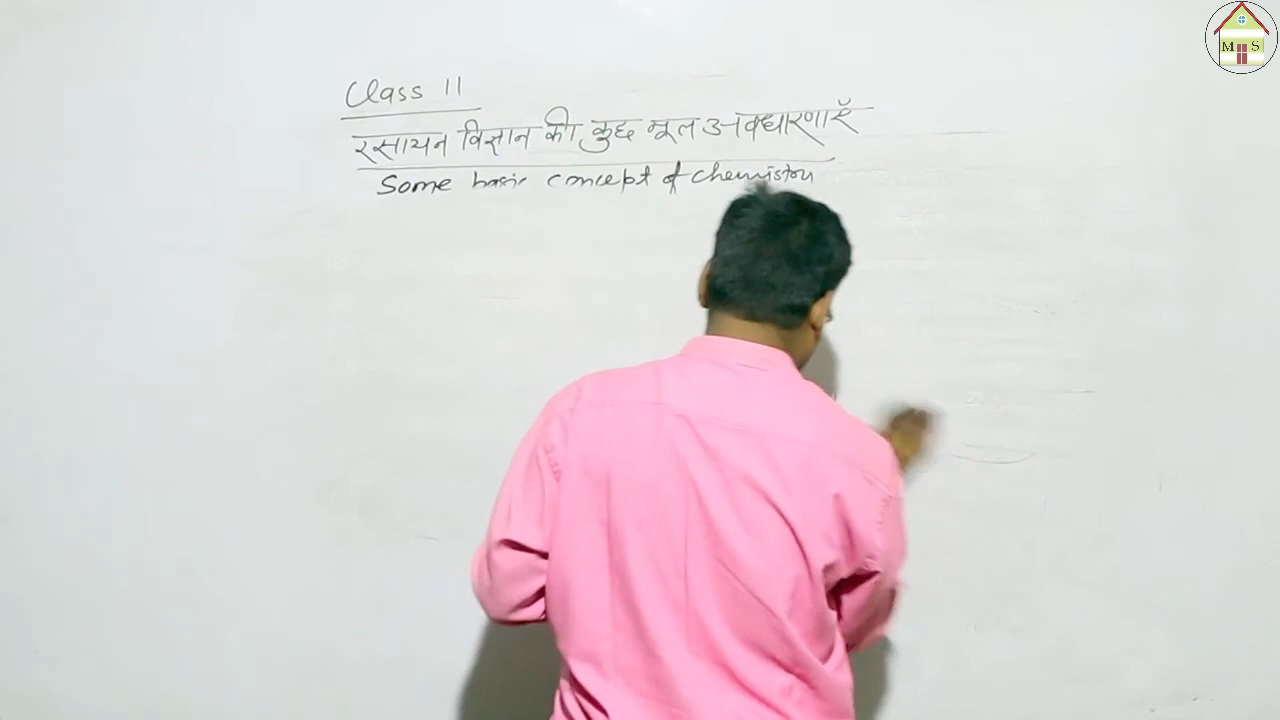 Class 11
रसायन विज्ञान की कुछ मूल अवधारणाएँ
Some basic concept of chemistry
M S